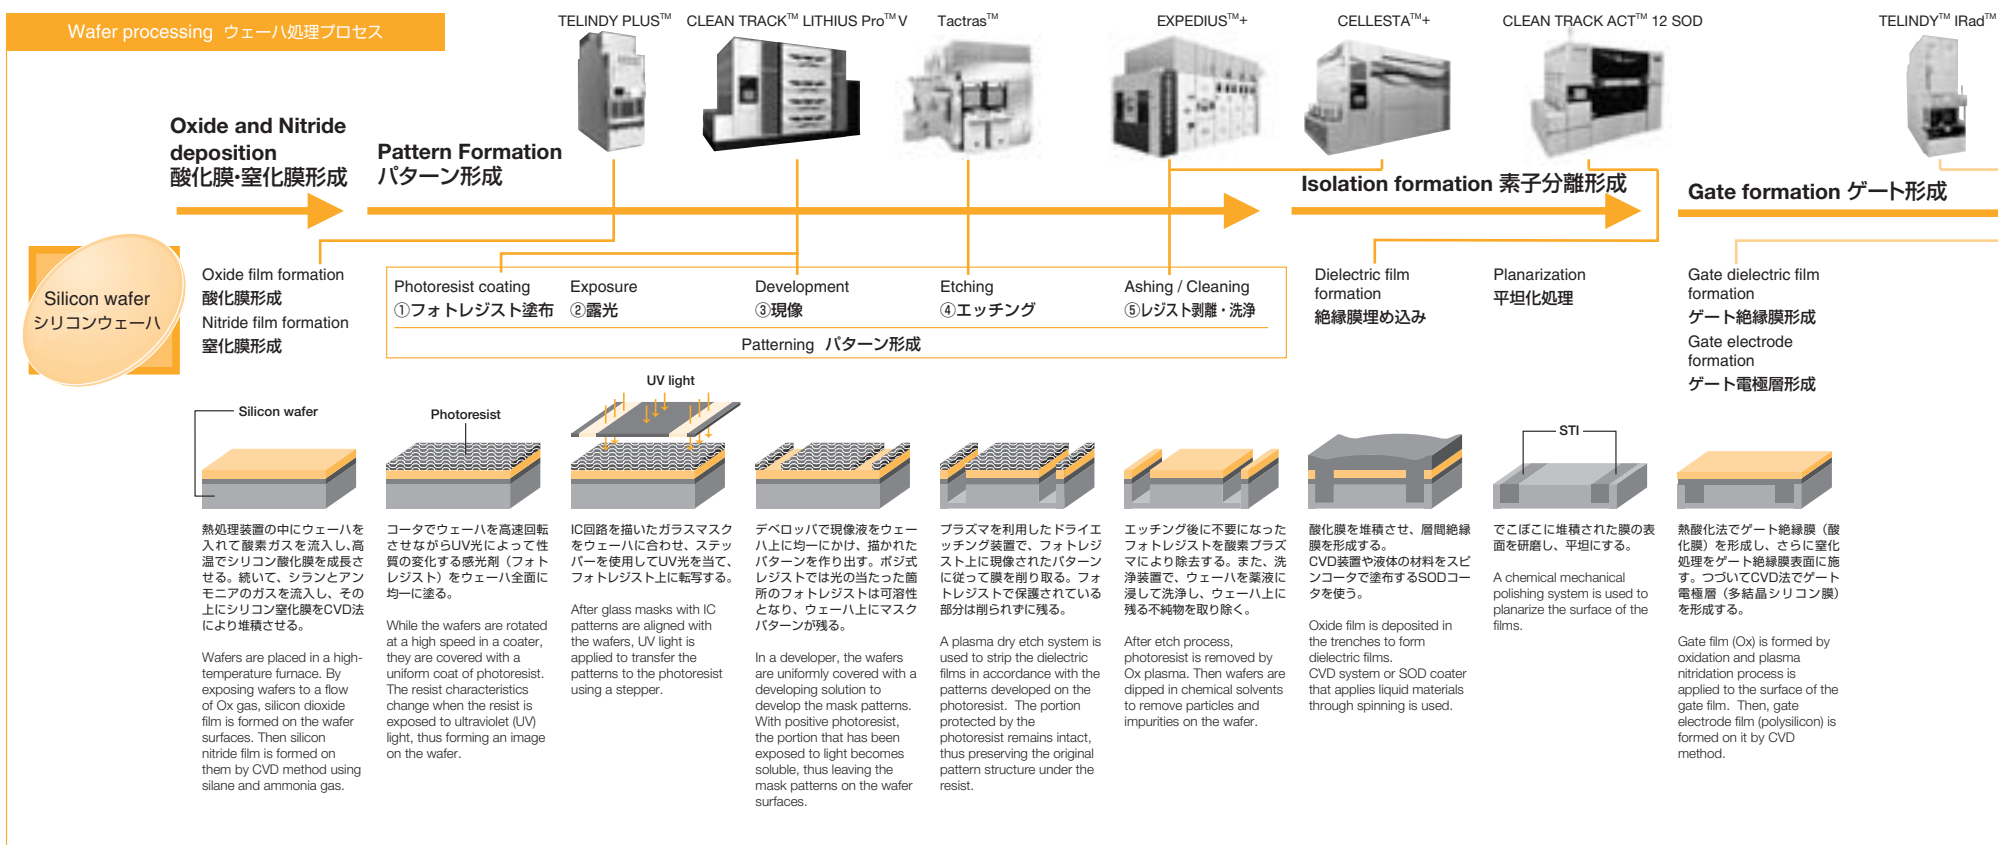 Wafer processing ウェーハ処理プロセス
TELINDY PLUS™
CLEAN TRACK™ LITHIUS Pro™ V
Tactras™
EXPEDIUS™+
CELLESTA™+
CLEAN TRACK ACT™ 12 SOD
TELINDY™ IRad™
Oxide and Nitride
deposition
酸化膜・窒化膜形成
Pattern Formation
パターン形成
Isolation formation 素子分離形成
Gate formation ゲート形成
Silicon wafer
シリコンウェーハ
Oxide film formation
酸化膜形成
Nitride film formation
窒化膜形成
Photoresist coating
①フォトレジスト塗布
Exposure
②露光
Development
③現像
Etching
④エッチング
Ashing / Cleaning
⑤レジスト剥離・洗浄
Patterning パターン形成
Dielectric film
formation
絶縁膜埋め込み
Planarization
平坦化処理
Gate dielectric film
formation
ゲート絶縁膜形成
Gate electrode
formation
ゲート電極層形成
Silicon wafer
Photoresist
UV light
STI
熱処理装置の中にウェーハを
入れて酸素ガスを流入し、高
温でシリコン酸化膜を成長さ
せる。続いて、シランとアン
モニアのガスを流入し、その
上にシリコン窒化膜をCVD法
により堆積させる。
Wafers are placed in a high-
temperature furnace. By
exposing wafers to a flow
of Ox gas, silicon dioxide
film is formed on the wafer
surfaces. Then silicon
nitride film is formed on
them by CVD method using
silane and ammonia gas.
コータでウェーハを高速回転
させながらUV光によって性
質の変化する感光剤（フォト
レジスト）をウェーハ全面に
均一に塗る。
While the wafers are rotated
at a high speed in a coater,
they are covered with a
uniform coat of photoresist.
The resist characteristics
change when the resist is
exposed to ultraviolet (UV)
light, thus forming an image
on the wafer.
IC回路を描いたガラスマスク
をウェーハに合わせ、ステッ
パーを使用してUV光を当て、
フォトレジスト上に転写する。
After glass masks with IC
patterns are aligned with
the wafers, UV light is
applied to transfer the
patterns to the photoresist
using a stepper.
デベロッパで現像液をウェー
ハ上に均一にかけ、描かれた
パターンを作り出す。ポジ式
レジストでは光の当たった箇
所のフォトレジストは可溶性
となり、ウェーハ上にマスク
パターンが残る。
In a developer, the wafers
are uniformly covered with a
developing solution to
develop the mask patterns.
With positive photoresist,
the portion that has been
exposed to light becomes
soluble, thus leaving the
mask patterns on the wafer
surfaces.
プラズマを利用したドライエ
ッチング装置で、フォトレジ
スト上に現像されたパターン
に従って膜を削り取る。フォ
トレジストで保護されている
部分は削られずに残る。
A plasma dry etch system is
used to strip the dielectric
films in accordance with the
patterns developed on the
photoresist. The portion
protected by the
photoresist remains intact,
thus preserving the original
pattern structure under the
resist.
エッチング後に不要になった
フォトレジストを酸素プラズ
マにより除去する。また、洗
浄装置で、ウェーハを薬液に
浸して洗浄し、ウェーハ上に
残る不純物を取り除く。
After etch process,
photoresist is removed by
Ox plasma. Then wafers are
dipped in chemical solvents
to remove particles and
impurities on the wafer.
酸化膜を堆積させ、層間絶縁
膜を形成する。
CVD装置や液体の材料をスピ
ンコータで塗布するSODコー
タを使う。
Oxide film is deposited in
the trenches to form
dielectric films.
CVD system or SOD coater
that applies liquid materials
through spinning is used.
でこぼこに堆積された膜の表
面を研磨し、平坦にする。
A chemical mechanical
polishing system is used to
planarize the surface of the
films.
熱酸化法でゲート絶縁膜（酸
化膜）を形成し、さらに窒化
処理をゲート絶縁膜表面に施
す。つづいてCVD法でゲート
電極層（多結晶シリコン膜）
を形成する。
Gate film (Ox) is formed by
oxidation and plasma
nitridation process is
applied to the surface of the
gate film. Then, gate
electrode film (polysilicon) is
formed on it by CVD
method.